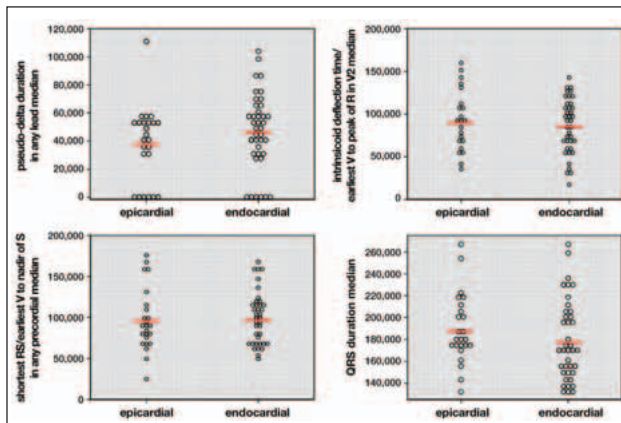 pseudo-delta duration
in any lead median
120,000
100,000
80,000
60,000
40,000
20,000
0
epicardial
endocardial
intrinsicoid deflection time/
earliest V to peak of R in V2 median
200,000
150,000
100,000
50,000
0
epicardial
endocardial
shortest RS/earliest V to nadir of S
in any precordial median
200,000
150,000
100,000
50,000
0
epicardial
endocardial
QRS duration median
260,000
240,000
220,000
200,000
180,000
160,000
140,000
epicardial
endocardial